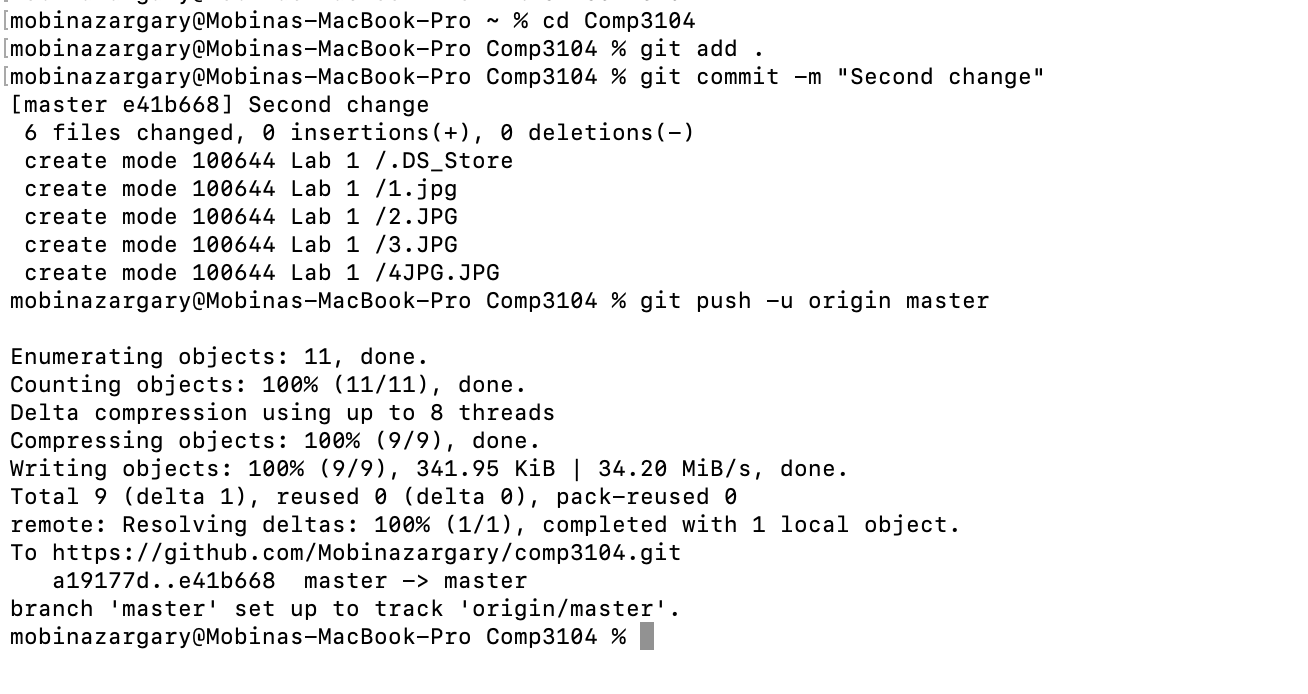 [mobinazargary@Mobinas-MacBook-Pro ~ % cd Comp3104
[mobinazargary@Mobinas-MacBook-Pro Comp3104 % git add .
[mobinazargary@Mobinas-MacBook-Pro Comp3104 % git commit -m "Second change"
[master e41b668] Second change
 6 files changed, 0 insertions(+), 0 deletions(-)
 create mode 100644 Lab 1 /.DS_Store
 create mode 100644 Lab 1 /1.jpg
 create mode 100644 Lab 1 /2.JPG
 create mode 100644 Lab 1 /3.JPG
 create mode 100644 Lab 1 /4JPG.JPG
mobinazargary@Mobinas-MacBook-Pro Comp3104 % git push -u origin master
Enumerating objects: 11, done.
Counting objects: 100% (11/11), done.
Delta compression using up to 8 threads
Compressing objects: 100% (9/9), done.
Writing objects: 100% (9/9), 341.95 KiB | 34.20 MiB/s, done.
Total 9 (delta 1), reused 0 (delta 0), pack-reused 0
remote: Resolving deltas: 100% (1/1), completed with 1 local object.
To https://github.com/Mobinazargary/comp3104.git
   a19177d..e41b668  master -> master
branch 'master' set up to track 'origin/master'.
mobinazargary@Mobinas-MacBook-Pro Comp3104 %